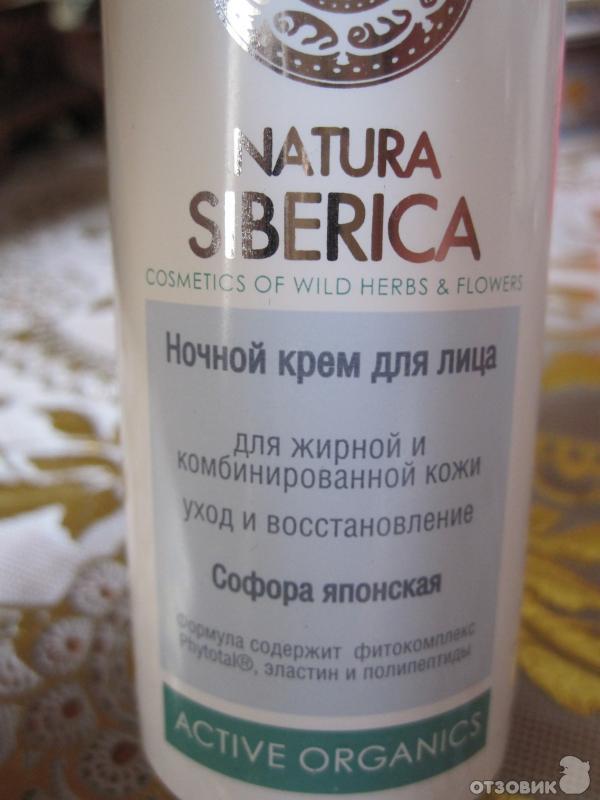 NATURA
SIBERICA
COSMETICS OF WILD HERBS & FLOWERS
Ночной крем для лица
для жирной и
комбинированной кожи
уход и восстановление
Софора японская
Формула содержит фитокомплекс
Phytotal®, эластин и полипептиды
ACTIVE ORGANICS
ОТЗОВИК